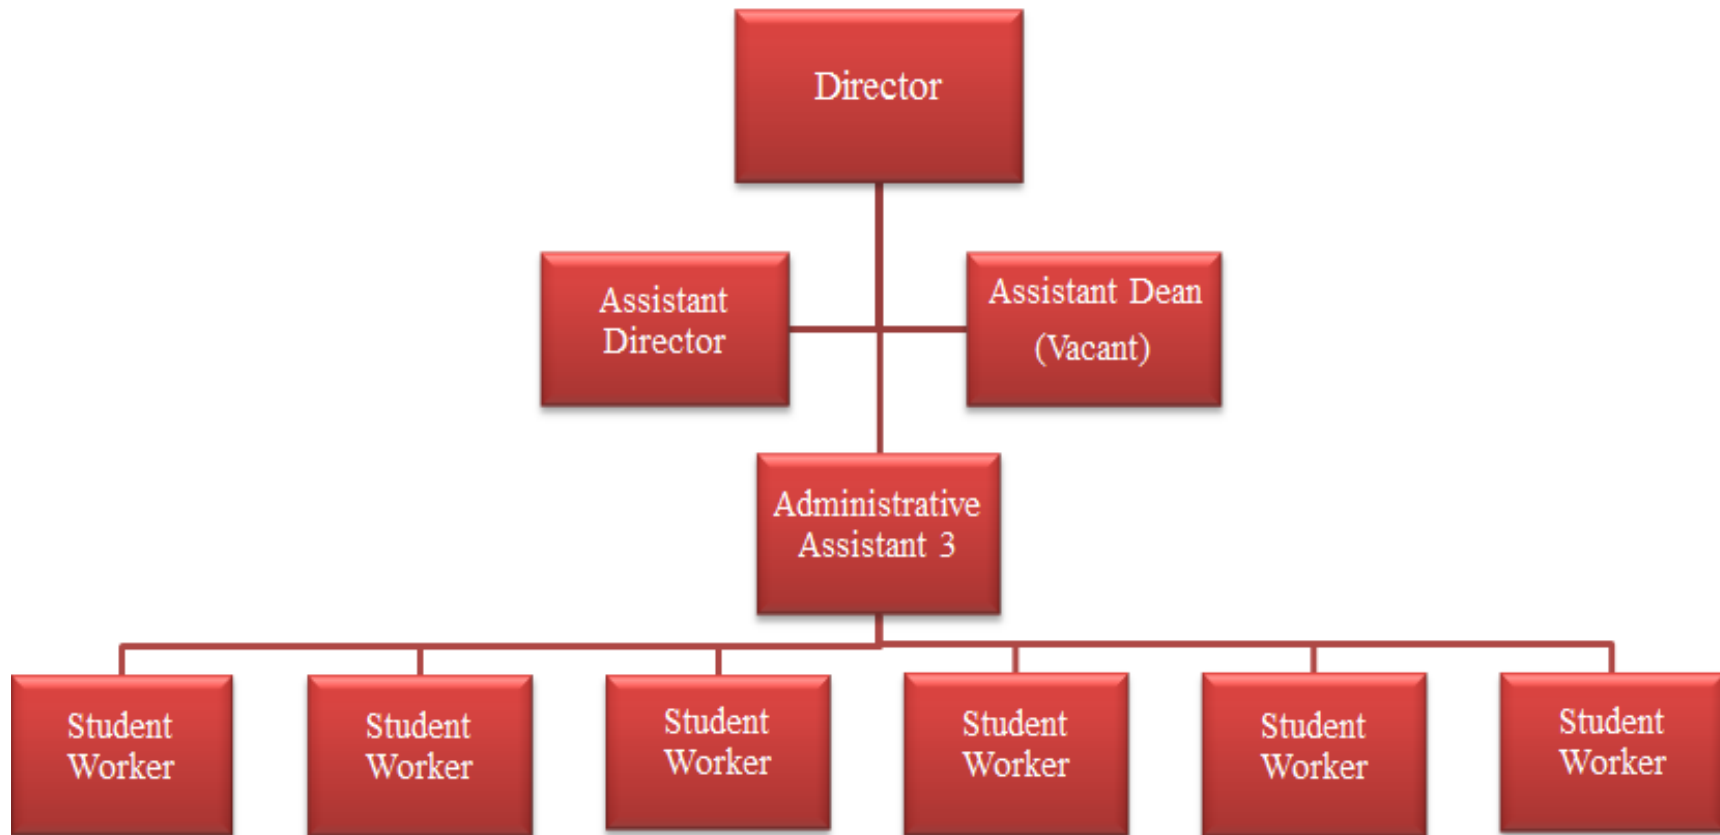 Director
Assistant
Director
Assistant Dean
(Vacant)
Administrative
Assistant 3
Student
Worker
Student
Worker
Student
Worker
Student
Worker
Student
Worker
Student
Worker